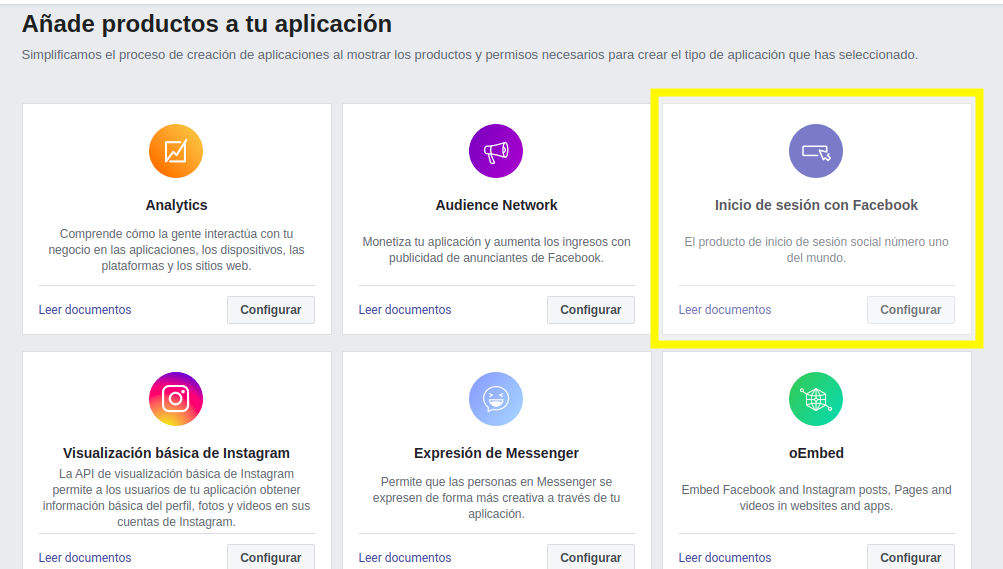 Añade productos a tu aplicación
Simplificamos el proceso de creación de aplicaciones al mostrar los productos y permisos necesarios para crear el tipo de aplicación que has seleccionado.
Analytics
Comprende cómo la gente interactúa con tu
negocio en las aplicaciones, los dispositivos, las
plataformas y los sitios web.
Leer documentos
Configurar
Audience Network
Monetiza tu aplicación y aumenta los ingresos con
publicidad de anunciantes de Facebook.
Leer documentos
Configurar
Inicio de sesión con Facebook
El producto de inicio de sesión social número uno
del mundo.
Leer documentos
Configurar
Visualización básica de Instagram
La API de visualización básica de Instagram
permite a los usuarios de tu aplicación obtener
información básica del perfil, fotos y videos en sus
cuentas de Instagram.
Leer documentos
Configurar
Expresión de Messenger
Permite que las personas en Messenger se
expresen de forma más creativa a través de tu
aplicación.
Leer documentos
Configurar
oEmbed
Embed Facebook and Instagram posts, Pages and
videos in websites and apps.
Leer documentos
Configurar